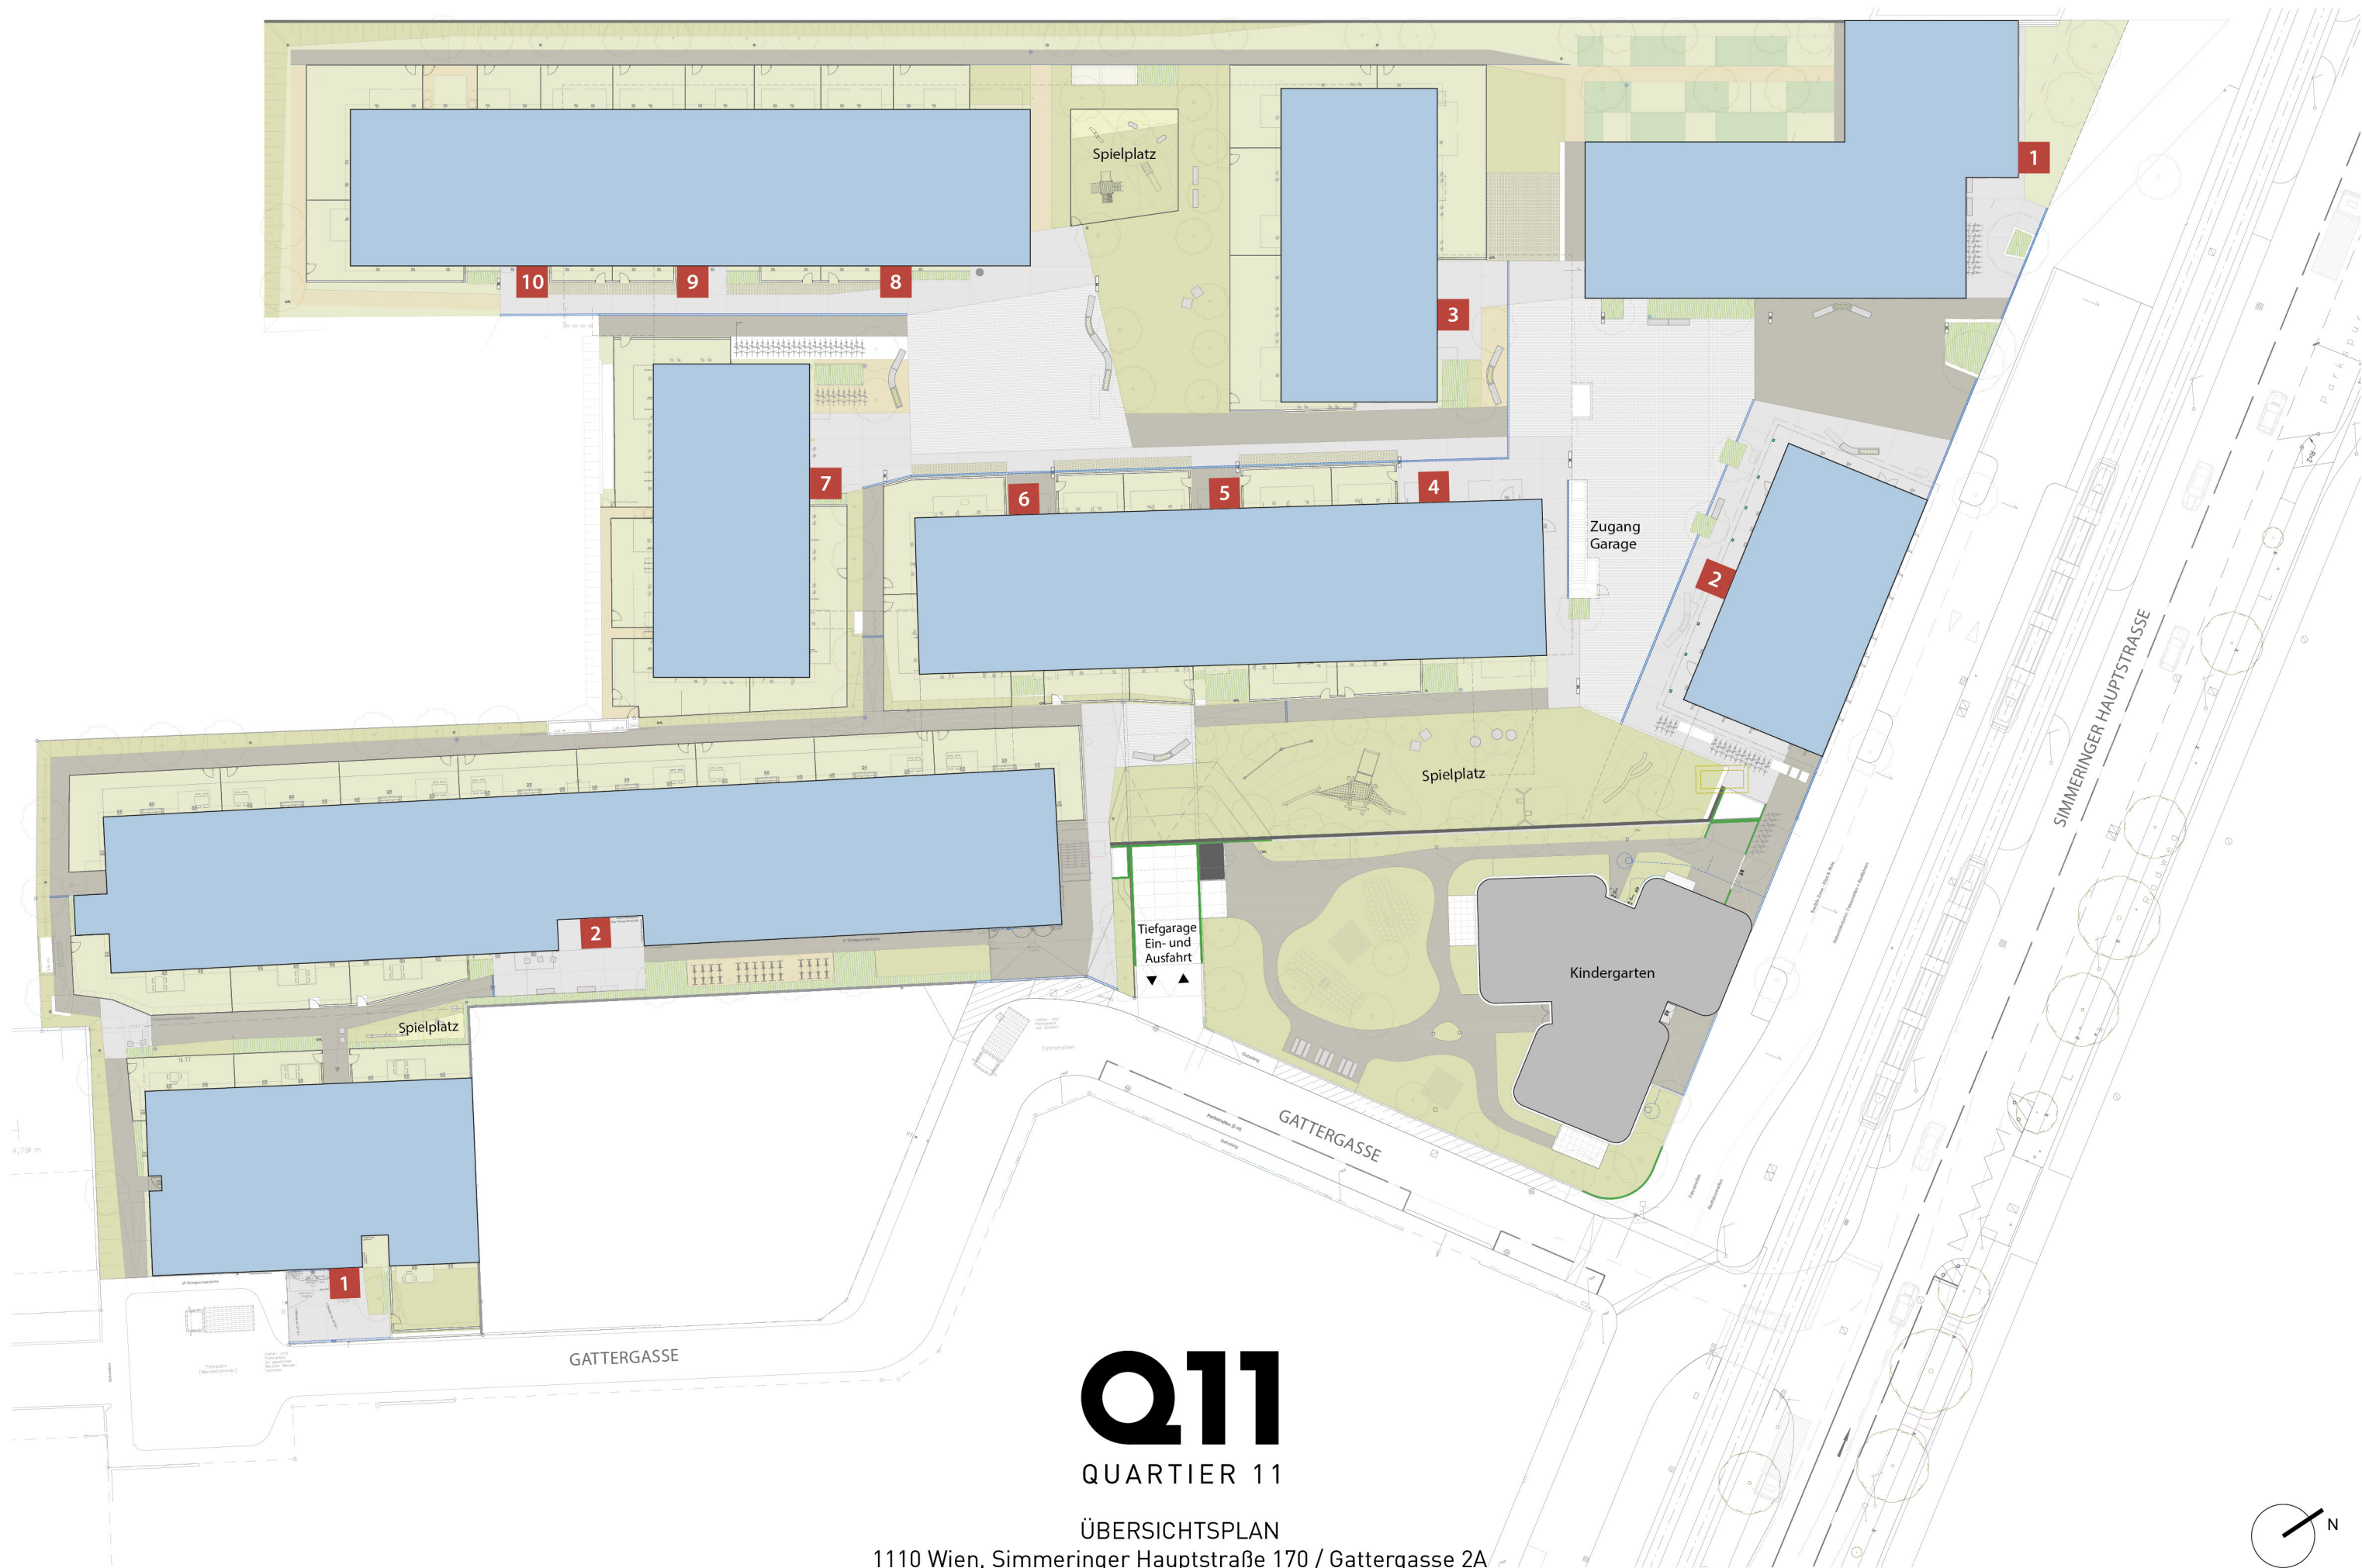 Spielplatz
1
10
9
8
3
7
6
5
4
Zugang
Garage
2
SIMMERINGER HAUPTSTRASSE
Spielplatz
2
Tiefgarage
Ein- und
Ausfahrt
Kindergarten
Spielplatz
Radweg
GATTERGASSE
1
GATTERGASSE
Q11
QUARTIER 11
N
ÜBERSICHTSPLAN
1110 Wien, Simmeringer Hauptstraße 170 / Gattergasse 2A